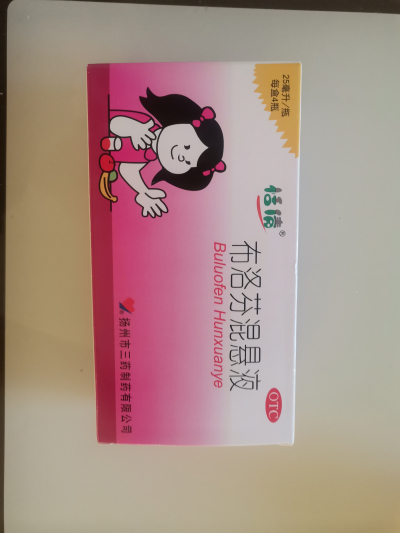 25毫升/瓶
每盒4瓶
恬倩®
布洛芬混悬液
Buluofen Hunxuanye
OTC
扬州市三药制药有限公司